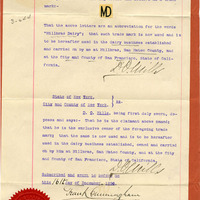 mark:-
MD
That the above letters are an abbreviation for the words
"Millbrae Dairy"; that such trade mark is now used and is
to be hereafter used in the dairy business established
and carried on by me at Millbrae, San Mateo County, and
at the City and County of San Francisco, State of Cali-
fornia.
D. O. Mills
State of New York.
City and County of New York. SS.
D. O. Mills, being first duly sworn, de-
poses and says: That he is the claimant above named;
that he is the exclusive owner of the foregoing trade
mark; that the same is now used and is to be hereafter
used in the dairy business established and carried on
by him at Millbrae, San Mateo County, and at the City
and County of San Francisco, State of California.
D. O. Mills
Subscribed and sworn to before me
this 16th day of December,
Frank Cunningham